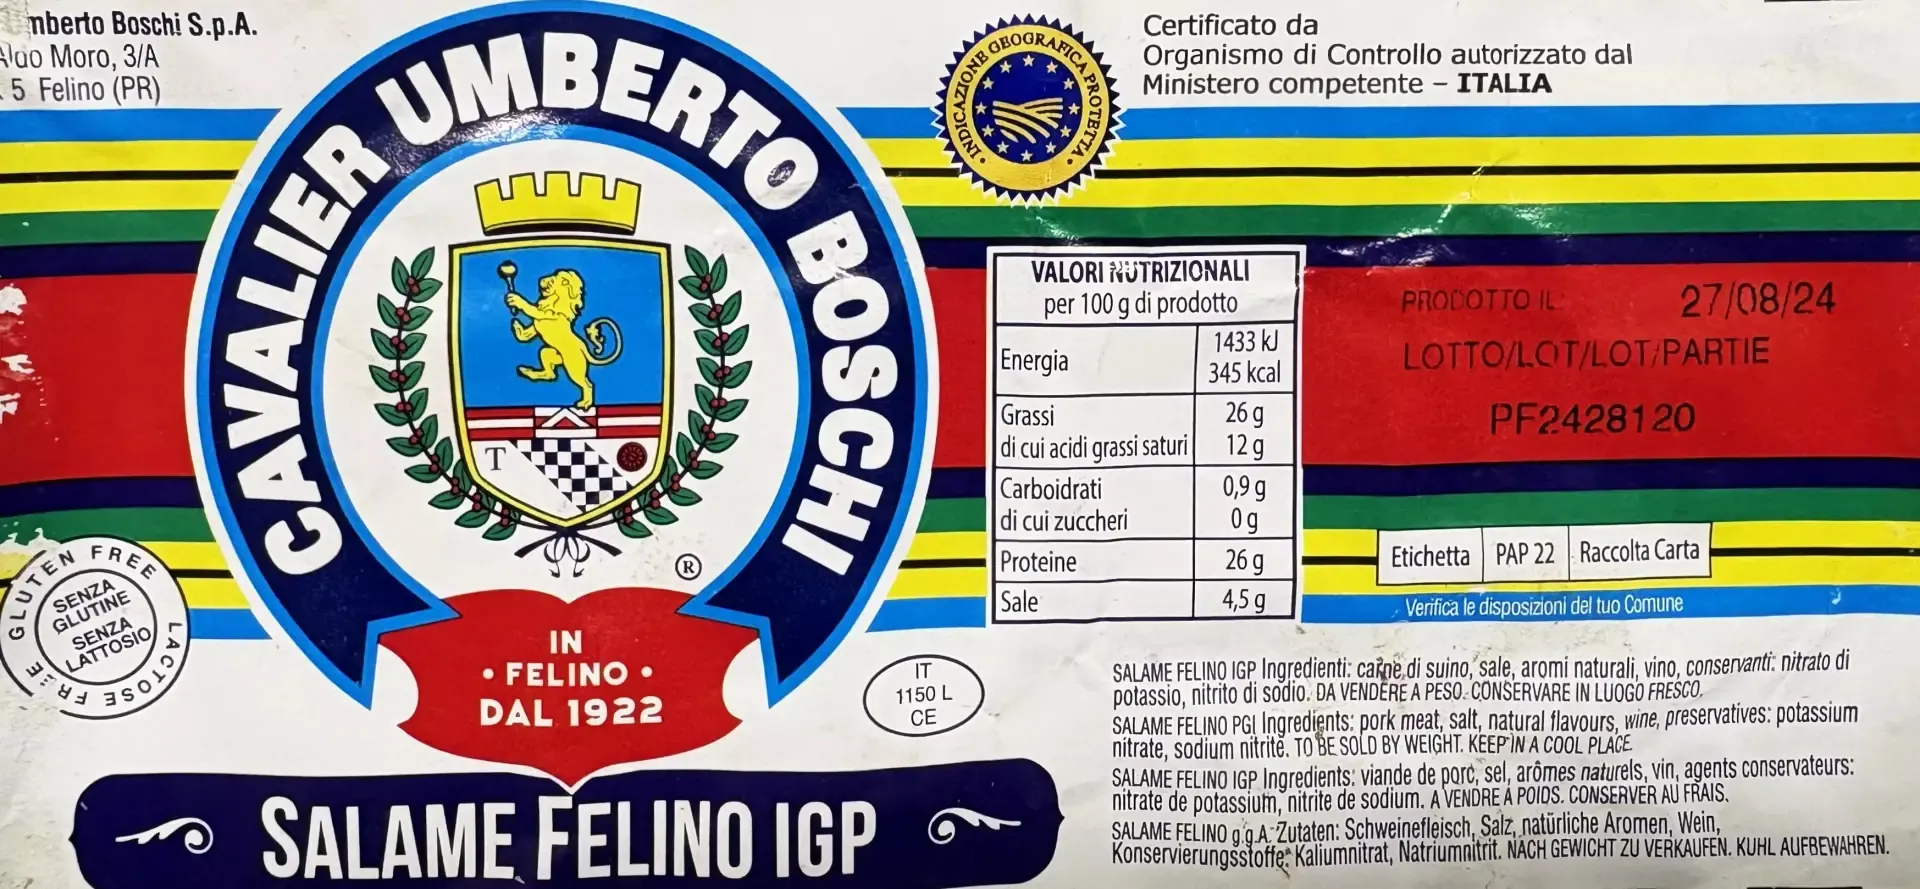 mberto Boschi S.p.A.
Aldo Moro, 3/A
5 Felino (PR)
CAVALIER UMBERTO BOSCHI
T
®
IN
• FELINO •
DAL 1922
SALAME FELINO IGP
GLUTEN FREE
LACTOSE FREE
SENZA
GLUTINE
SENZA
LATTOSIO
IT
1150 L
CE
• INDICAZIONE GEOGRAFICA PROTETTA •
Certificato da
Organismo di Controllo autorizzato dal
Ministero competente – ITALIA
VALORI NUTRIZIONALI
per 100 g di prodotto
Energia 1433 kJ
345 kcal
Grassi 26 g
di cui acidi grassi saturi 12 g
Carboidrati 0,9 g
di cui zuccheri 0 g
Proteine 26 g
Sale 4,5 g
PRODOTTO IL: 27/08/24
LOTTO/LOT/LOT/PARTIE
PF2428120
Etichetta PAP 22 Raccolta Carta
Verifica le disposizioni del tuo Comune
SALAME FELINO IGP Ingredienti: carne di suino, sale, aromi naturali, vino, conservanti: nitrato di
potassio, nitrito di sodio. DA VENDERE A PESO. CONSERVARE IN LUOGO FRESCO.
SALAME FELINO PGI Ingredients: pork meat, salt, natural flavours, wine, preservatives: potassium
nitrate, sodium nitrite. TO BE SOLD BY WEIGHT. KEEP IN A COOL PLACE.
SALAME FELINO IGP Ingredients: viande de porc, sel, arômes naturels, vin, agents conservateurs:
nitrate de potassium, nitrite de sodium. A VENDRE A POIDS. CONSERVER AU FRAIS.
SALAME FELINO g.g.A. Zutaten: Schweinefleisch, Salz, natürliche Aromen, Wein,
Konservierungsstoffe: Kaliumnitrat, Natriumnitrit. NACH GEWICHT ZU VERKAUFEN. KUHL AUFBEWAHREN.